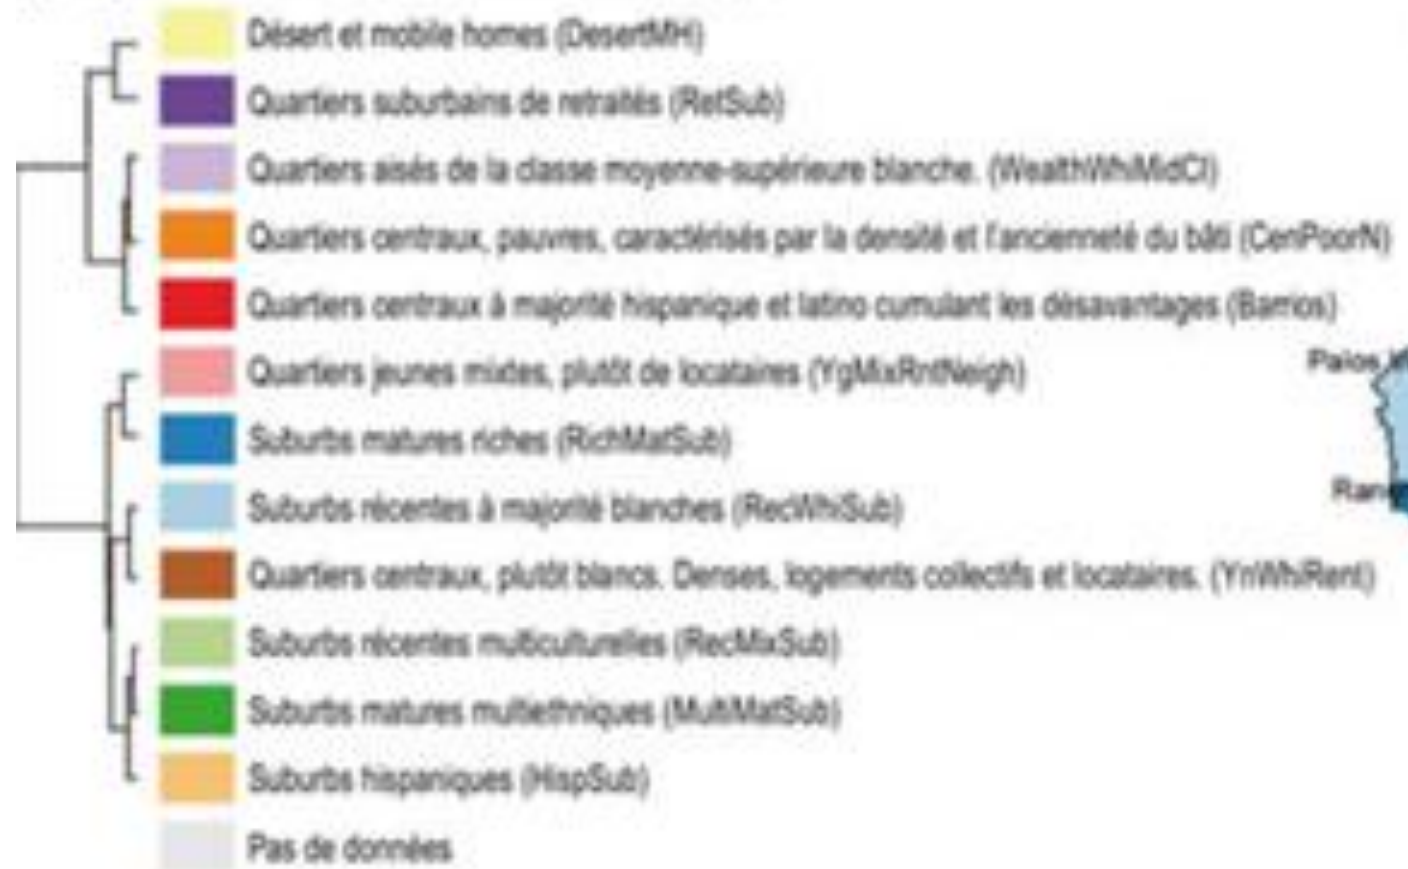 Désert et mobile homes (DesertMH)
Quartiers suburbains de retraités (RetSub)
Quartiers aisés de la classe moyenne-supérieure blanche. (WealthWhiMidCl)
Quartiers centraux, pauvres, caractérisés par la densité et l'ancienneté du bâti (CenPoorN)
Quartiers centraux à majorité hispanique et latino cumulant les désavantages (Barrios)
Quartiers jeunes mixtes, plutôt de locataires (YgMixRntNeigh)
Palos
Suburbs matures riches (RichMatSub)
Suburbs récentes à majorité blanches (RecWhiSub)
Quartiers centraux, plutôt blancs. Denses, logements collectifs et locataires. (YnWhiRent)
Suburbs récentes multiculturelles (RecMixSub)
Suburbs matures multiethniques (MultiMatSub)
Suburbs hispaniques (HispSub)
Pas de données